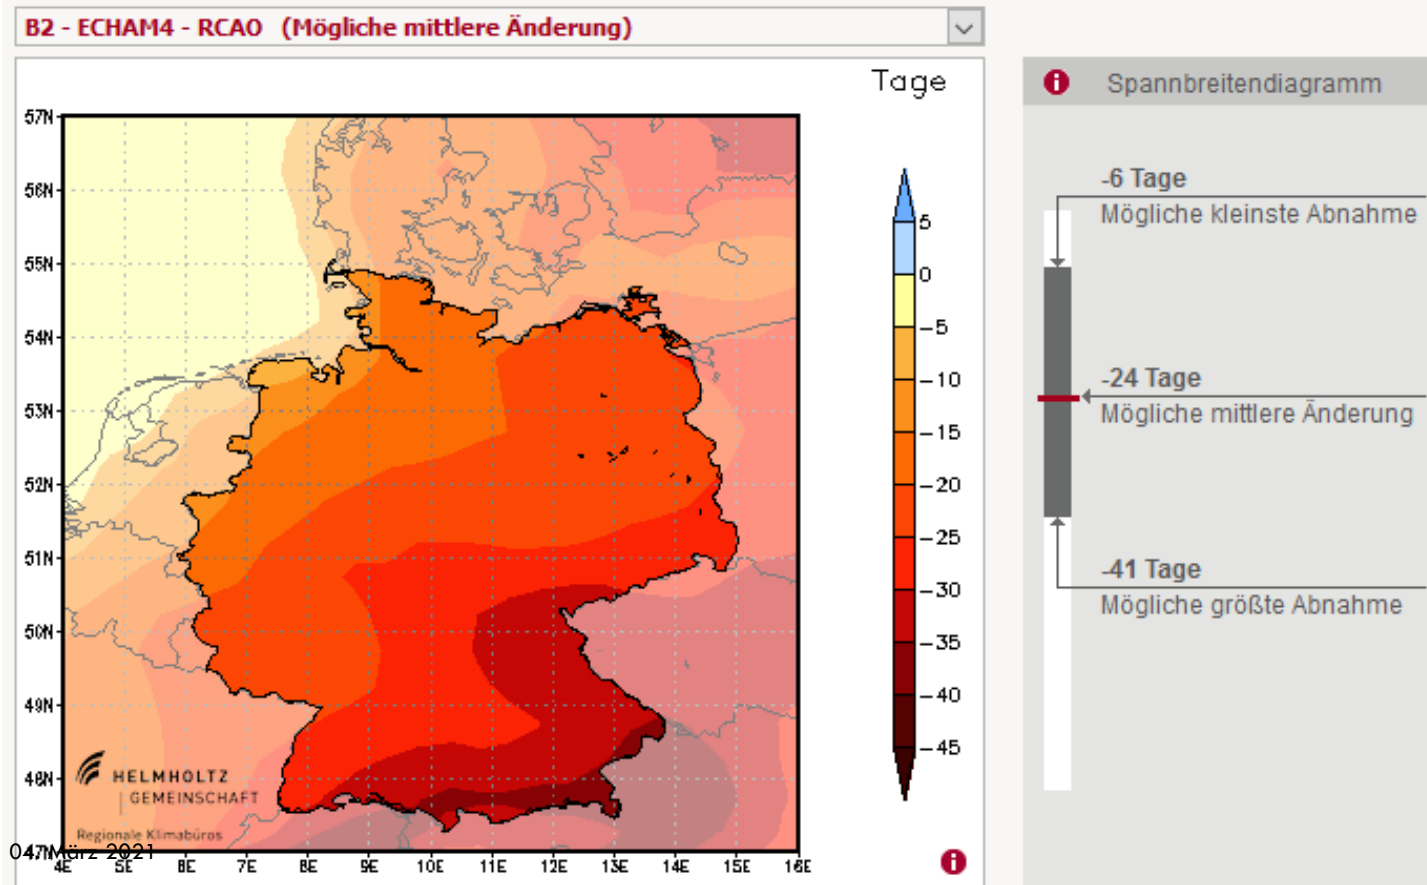 B2 - ECHAM4 - RCAO (Mögliche mittlere Änderung)
Tage
Spannbreitendiagramm
57N
56N
55N
54N
53N
52N
51N
50N
49N
48N
47N
4E 5E 6E 7E 8E 9E 10E 11E 12E 13E 14E 15E 16E
5
0
-5
-10
-15
-20
-25
-30
-35
-40
-45
-6 Tage
Mögliche kleinste Abnahme
-24 Tage
Mögliche mittlere Änderung
-41 Tage
Mögliche größte Abnahme
HELMHOLTZ
GEMEINSCHAFT
Regionale Klimabüros
04. März 2021